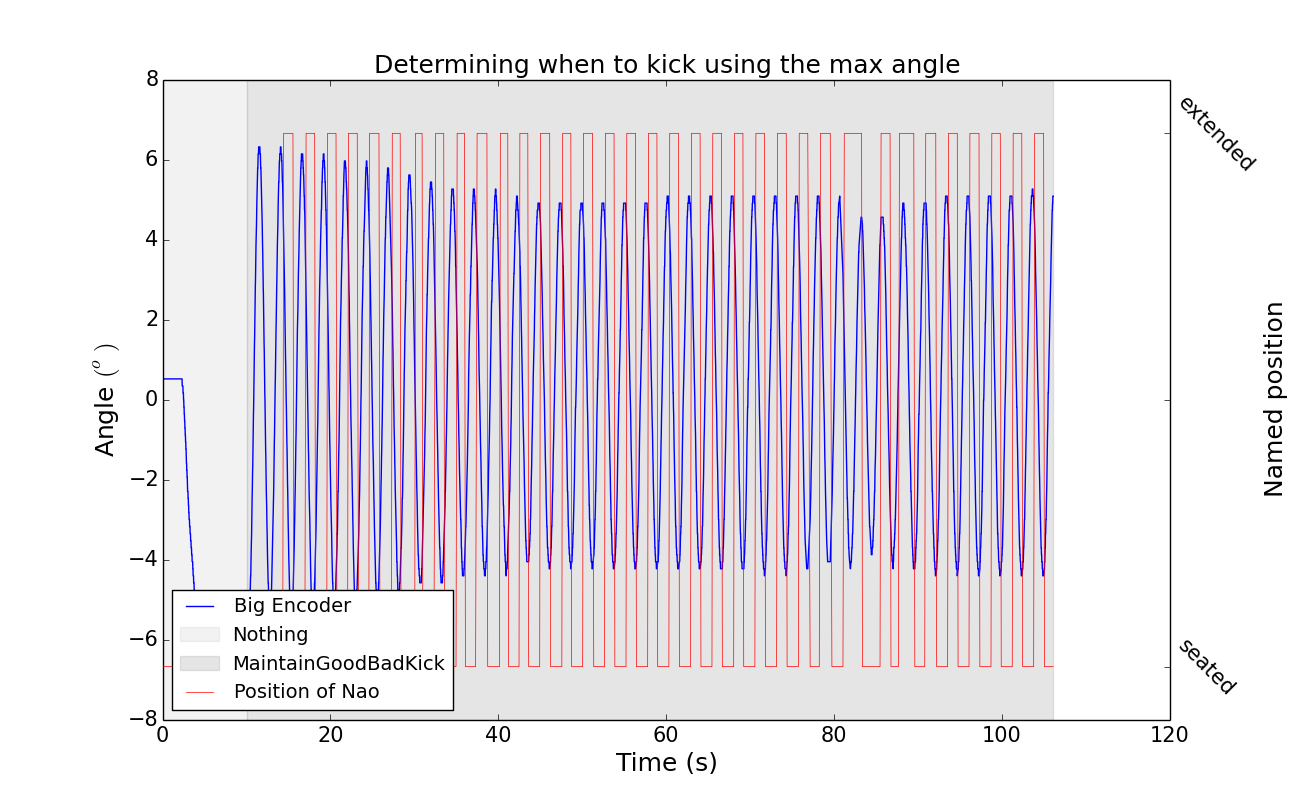 Determining when to kick using the max angle
8
6
4
2
0
−2
−4
−6
−8
Angle (°)
extended
seated
Named position
Big Encoder
Nothing
MaintainGoodBadKick
Position of Nao
0 20 40 60 80 100 120
Time (s)